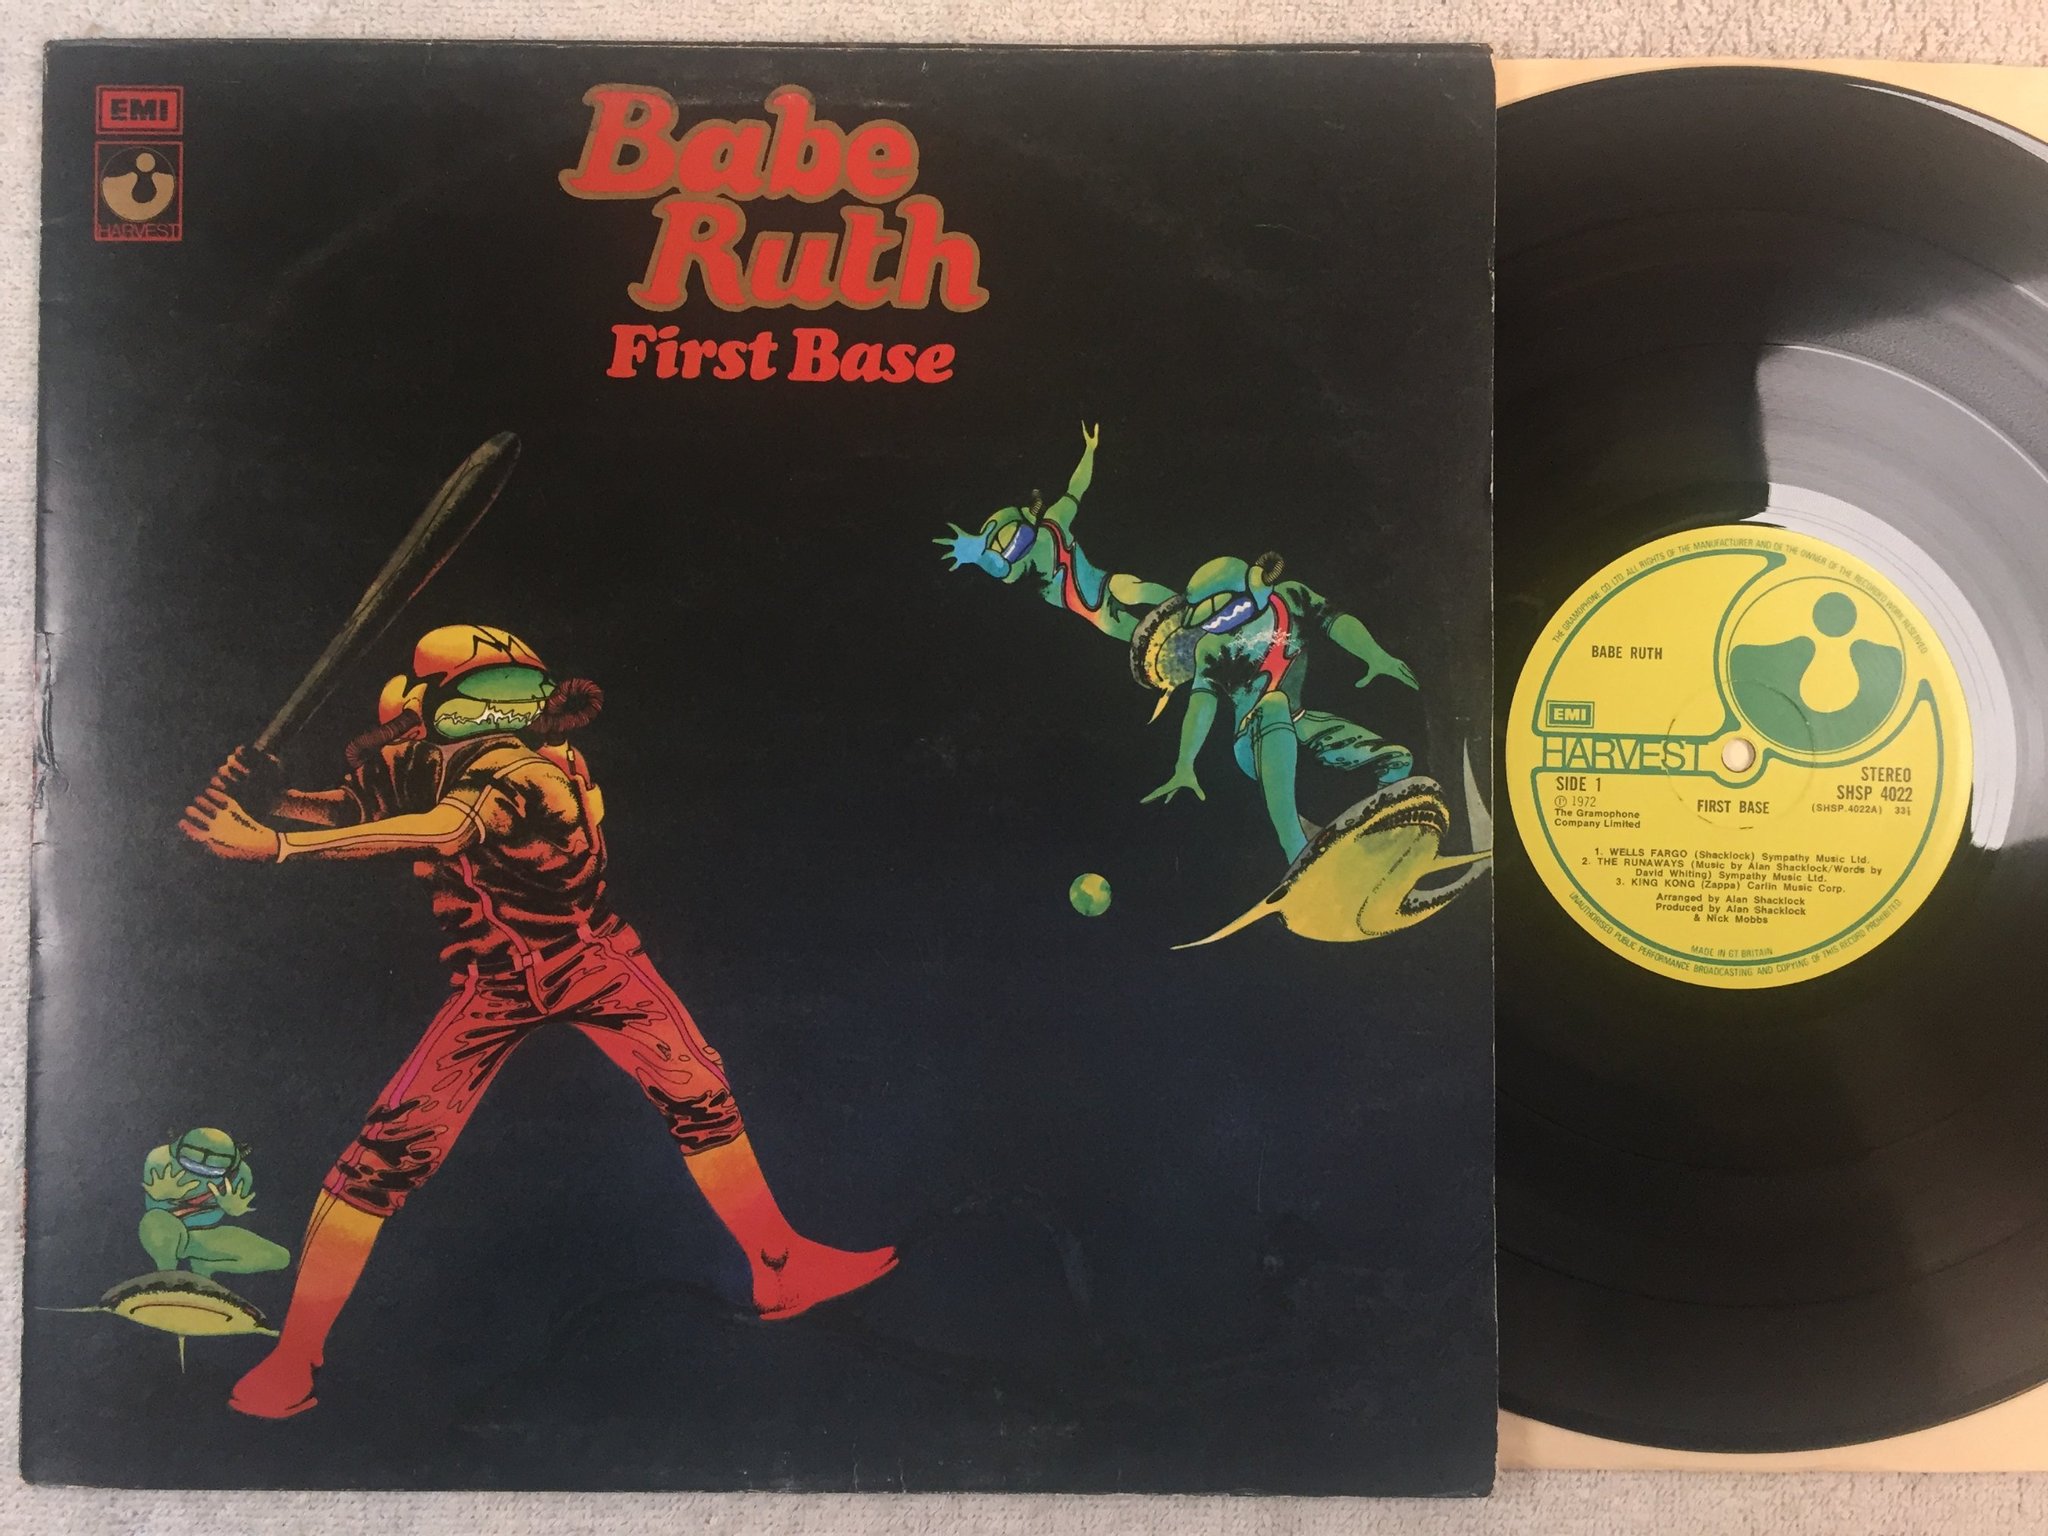 EMI
HARVEST
Babe
Ruth
First Base
THE GRAMOPHONE CO. LTD. ALL RIGHTS OF THE MANUFACTURER AND OF THE OWNER OF THE RECORDED WORK RESERVED
BABE RUTH
EMI
HARVEST
SIDE 1
℗ 1972
The Gramophone
Company Limited
FIRST BASE
STEREO
SHSP 4022
(SHSP.4022A) 33⅓
1. WELLS FARGO (Shacklock) Sympathy Music Ltd.
2. THE RUNAWAYS (Music by Alan Shacklock/Words by
David Whiting) Sympathy Music Ltd.
3. KING KONG (Zappa) Carlin Music Corp.
Arranged by Alan Shacklock
Produced by Alan Shacklock
& Nick Mobbs
MADE IN GT BRITAIN
UNAUTHORISED PUBLIC PERFORMANCE BROADCASTING AND COPYING OF THIS RECORD PROHIBITED